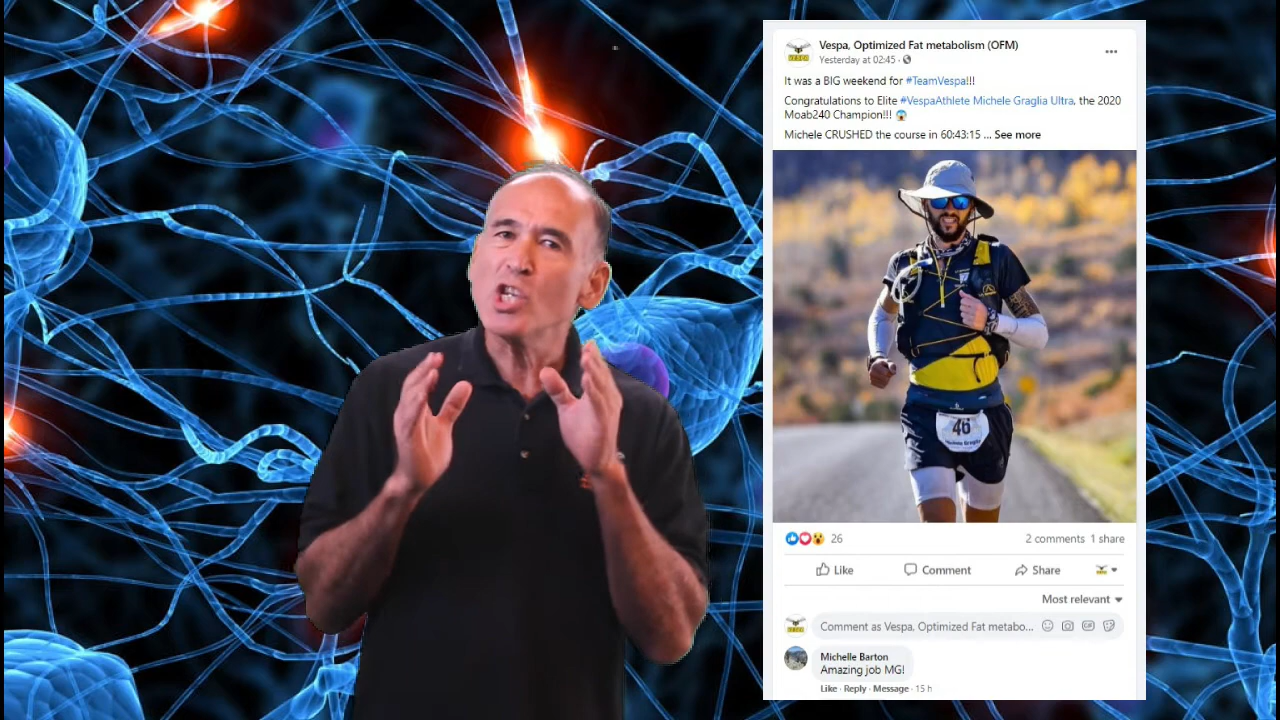 Vespa, Optimized Fat metabolism (OFM)
Yesterday at 02:45 ·
It was a BIG weekend for #TeamVespa!!!
Congratulations to Elite #VespaAthlete Michele Graglia Ultra, the 2020
Moab240 Champion!!! 😱
Michele CRUSHED the course in 60:43:15 ... See more
46
Michele Graglia
26
2 comments 1 share
Like Comment Share
Most relevant
Comment as Vespa, Optimized Fat metabo...
Michelle Barton
Amazing job MG!
Like · Reply · Message · 15 h